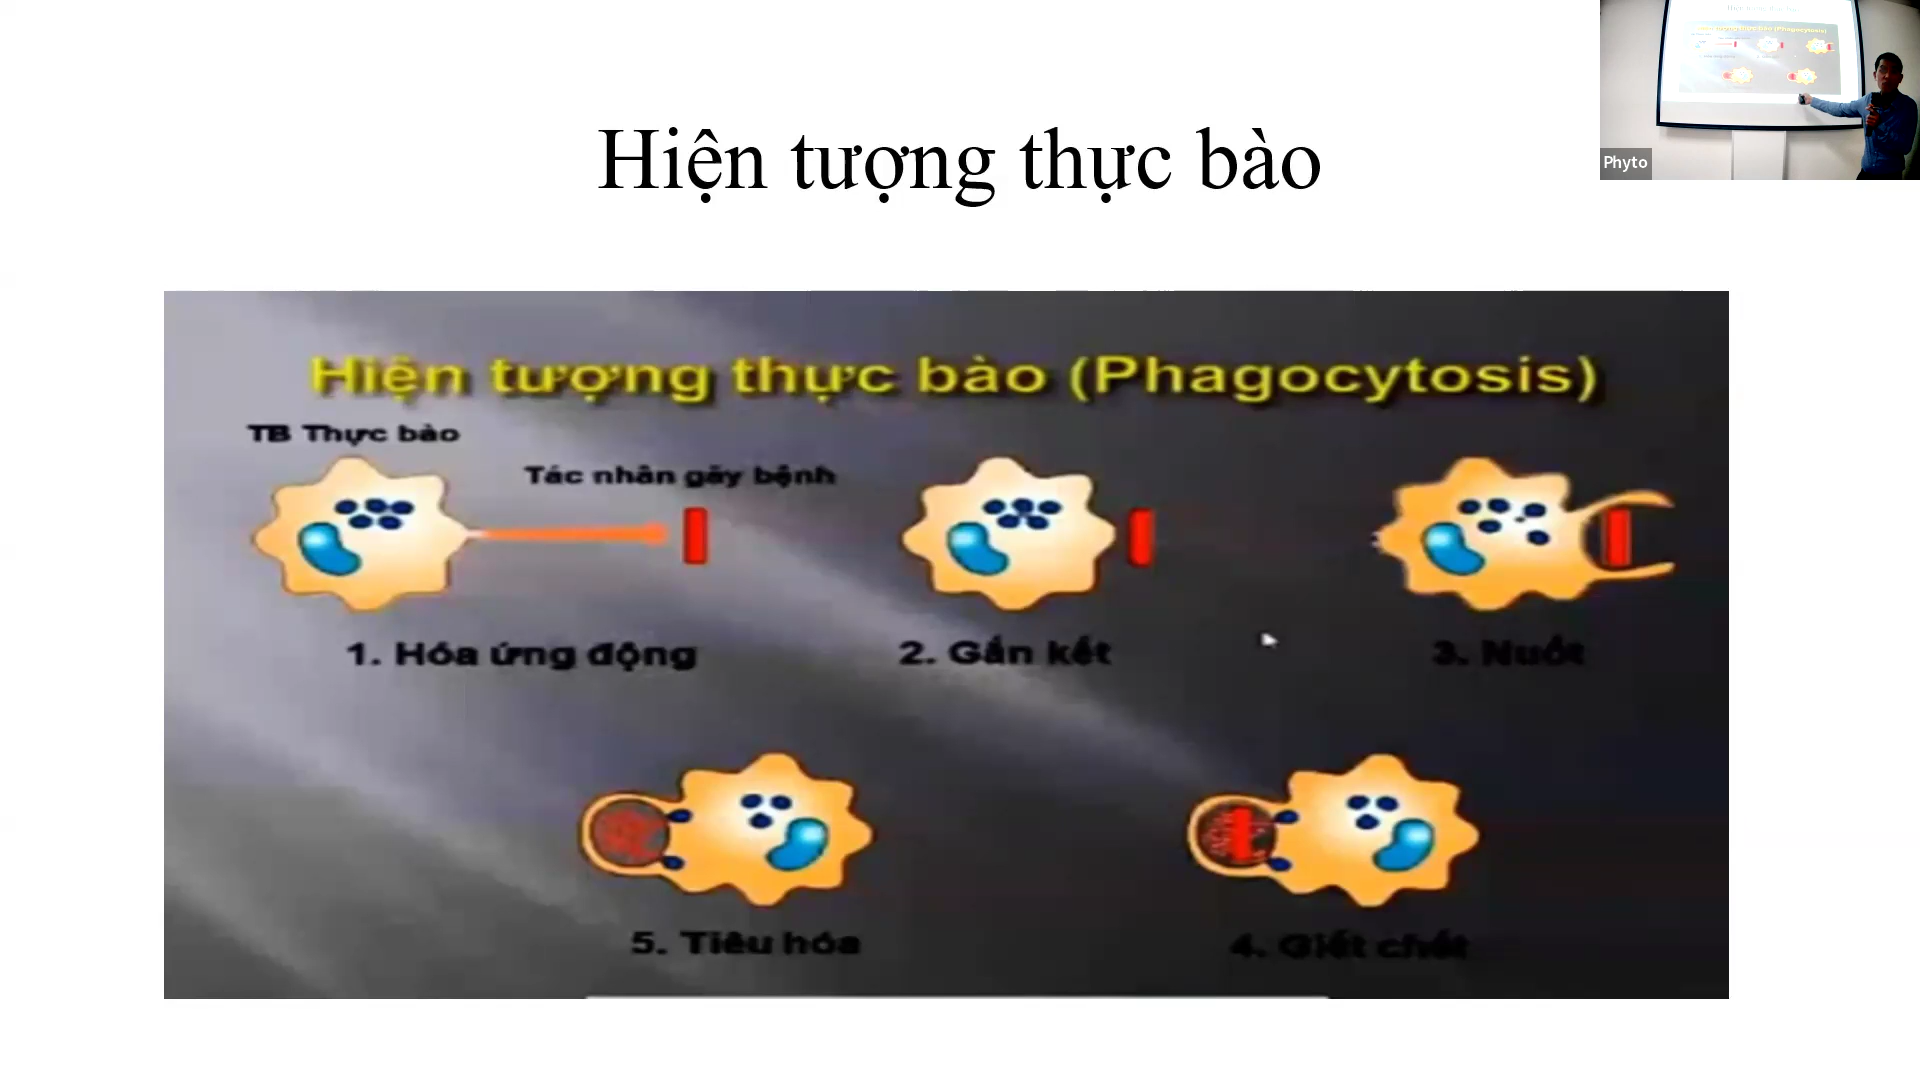 Hiện tượng thực bào
Phyto
Hiện tượng thực bào (Phagocytosis)
TB Thực bào
Tác nhân gây bệnh
1. Hóa ứng động
2. Gắn kết
3. Nuốt
5. Tiêu hóa
4. Giết chết